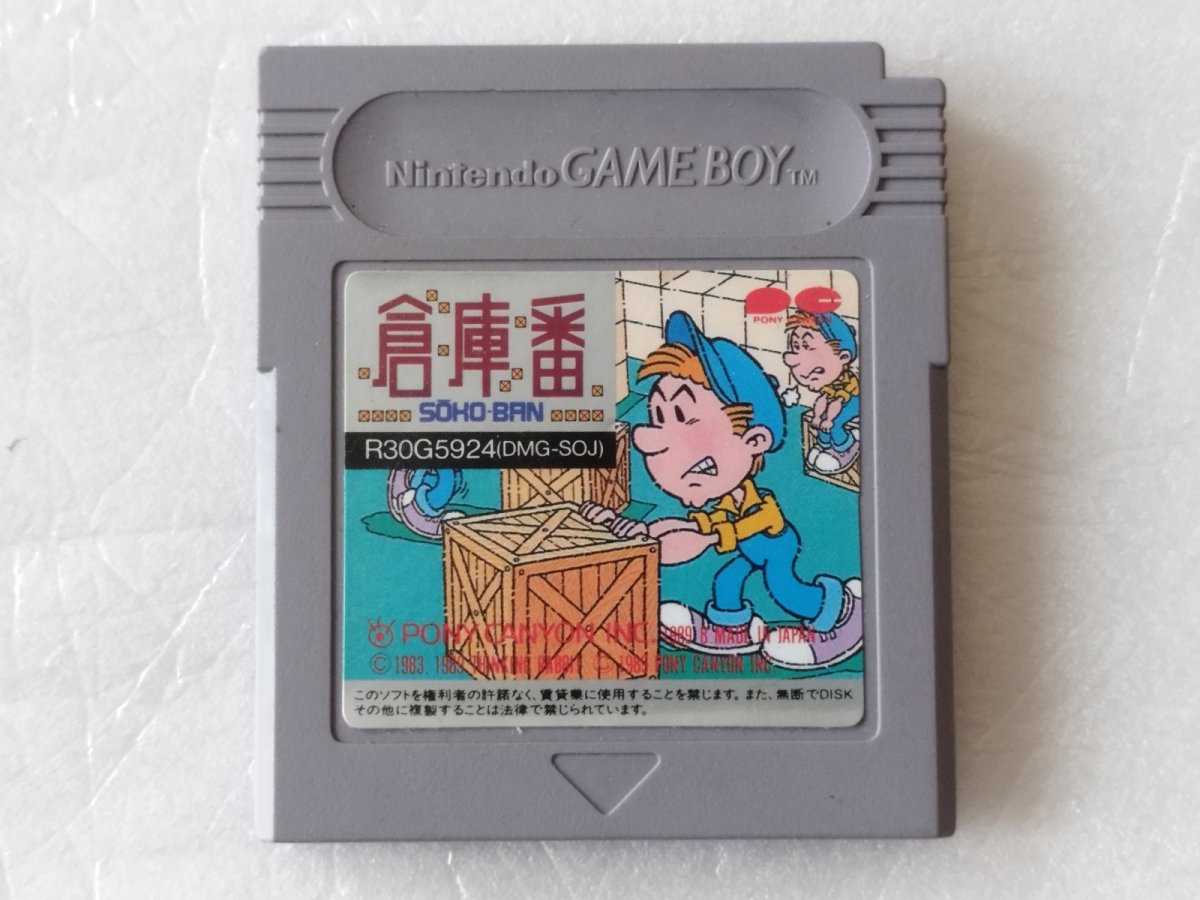 Nintendo GAME BOY TM
倉庫番
SŌKO-BAN
R30G5924(DMG-SOJ)
PONY
PONY CANYON INC. 1989 8 MADE IN JAPAN
© 1983, 1989 THINKING RABBIT © 1989 PONY CANYON INC
このソフトを権利者の許諾なく、賃貸業に使用することを禁じます。また、無断でDISK
その他に複製することは法律で禁じられています。